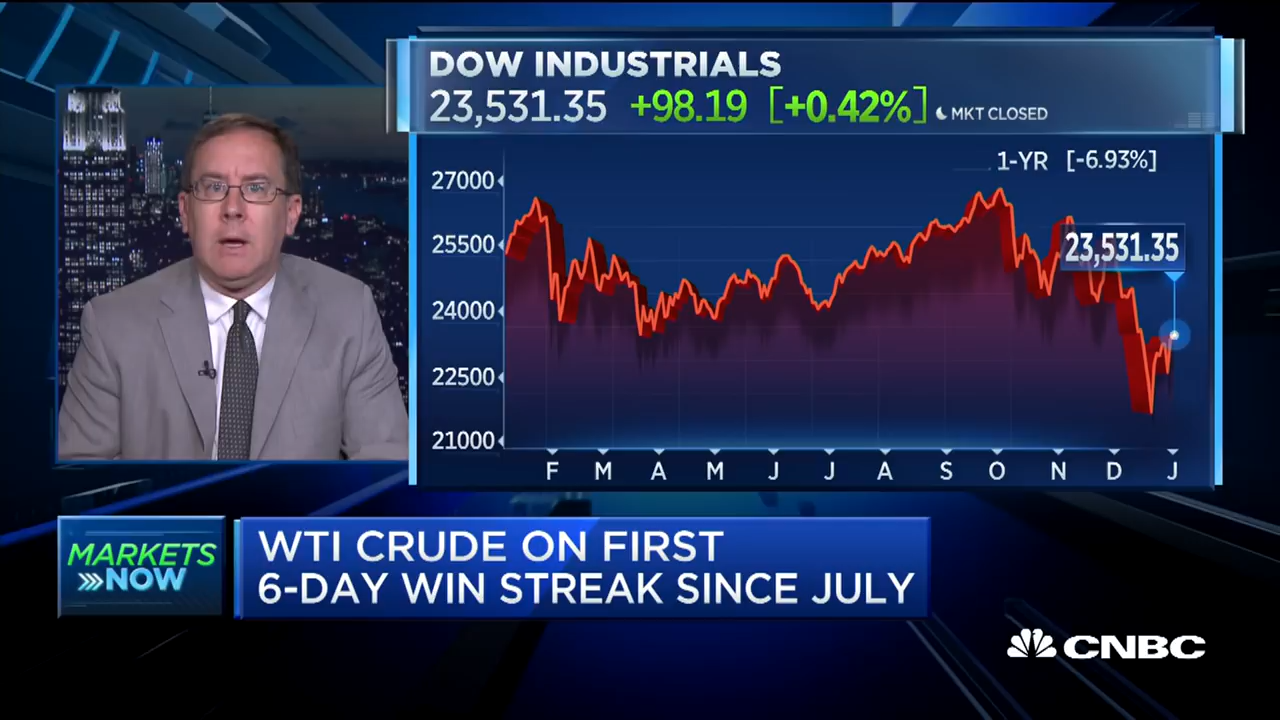 DOW INDUSTRIALS
23,531.35 +98.19 [+0.42%] MKT CLOSED
1-YR [-6.93%]
27000
25500
24000
22500
21000
23,531.35
F M A M J J A S O N D J
MARKETS
NOW
WTI CRUDE ON FIRST
6-DAY WIN STREAK SINCE JULY
CNBC